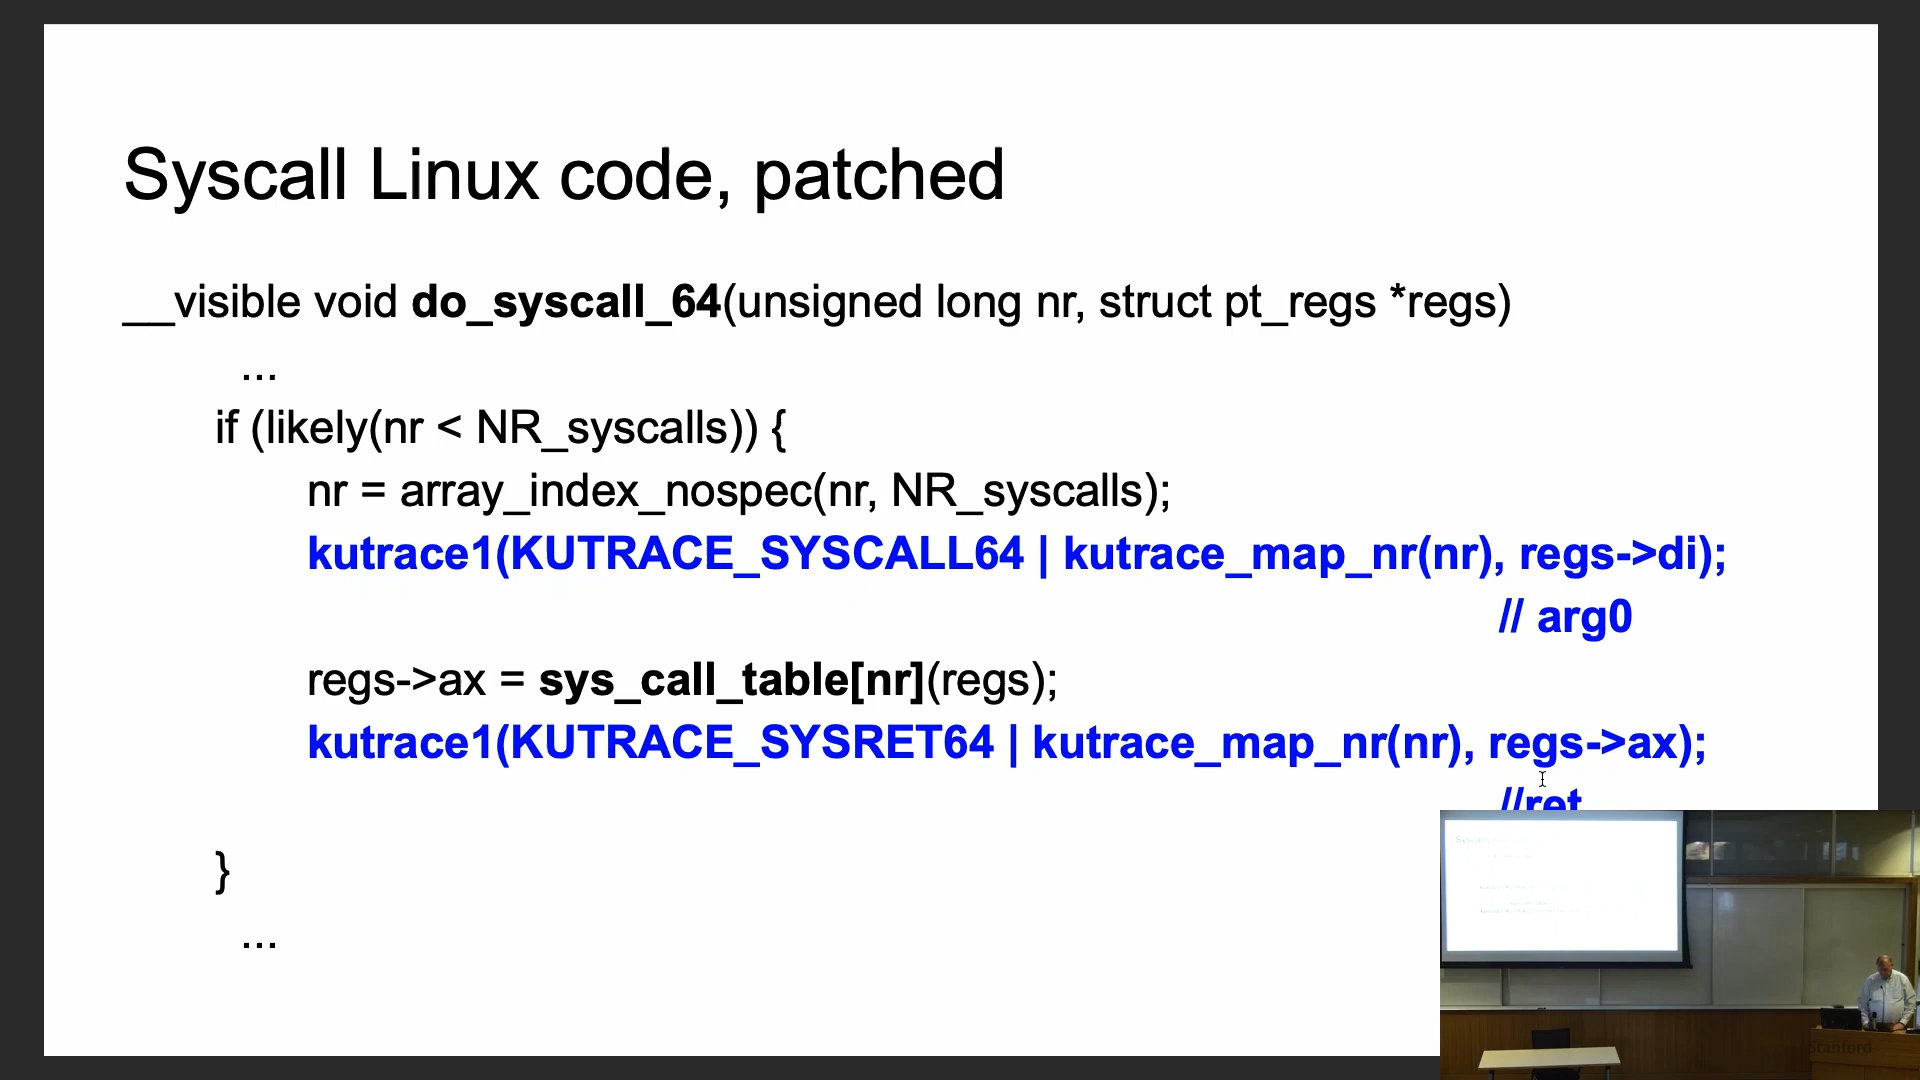 Syscall Linux code, patched
__visible void do_syscall_64(unsigned long nr, struct pt_regs *regs)
...
if (likely(nr < NR_syscalls)) {
nr = array_index_nospec(nr, NR_syscalls);
kutrace1(KUTRACE_SYSCALL64 | kutrace_map_nr(nr), regs->di);
// arg0
regs->ax = sys_call_table[nr](regs);
kutrace1(KUTRACE_SYSRET64 | kutrace_map_nr(nr), regs->ax);
//ret
}
...
Stanford